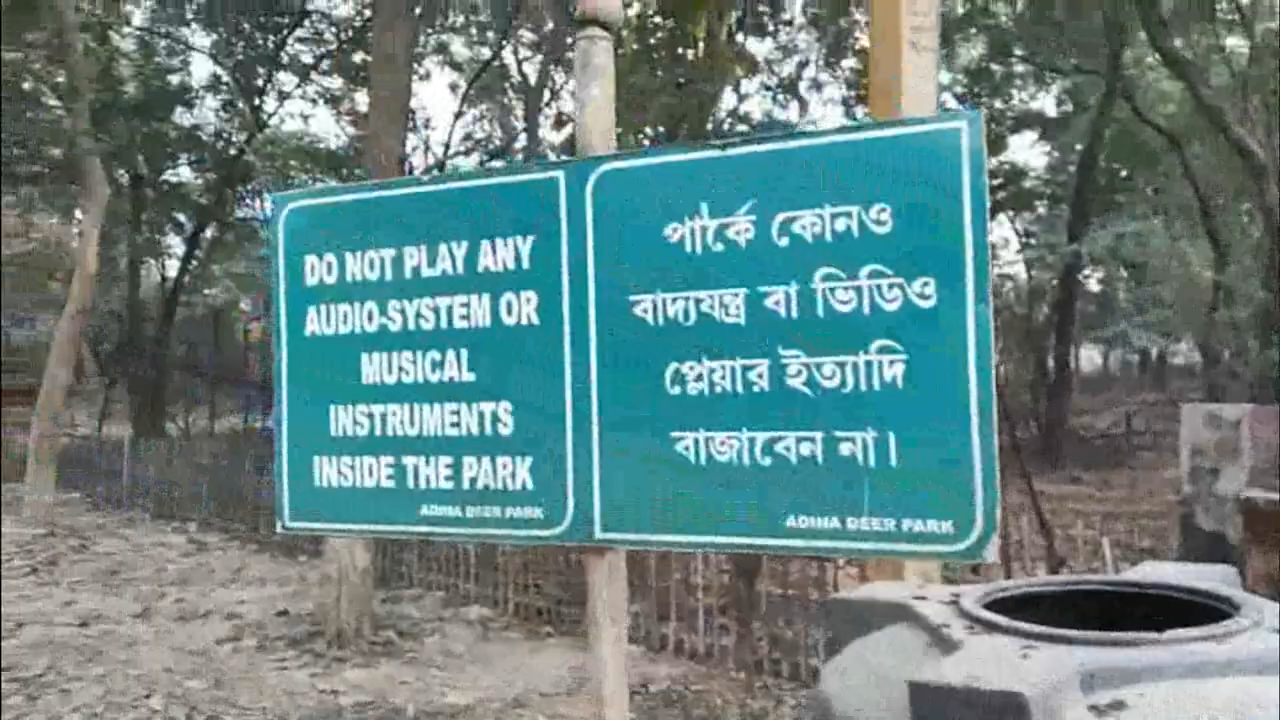 DO NOT PLAY ANY
AUDIO-SYSTEM OR
MUSICAL
INSTRUMENTS
INSIDE THE PARK
ADINA DEER PARK
পার্কে কোনও
বাদ্যযন্ত্র বা ভিডিও
প্লেয়ার ইত্যাদি
বাজাবেন না।
ADINA DEER PARK